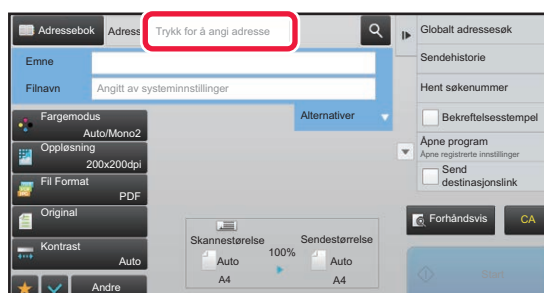 Adressebok
Adress
Trykk for å angi adresse
Emne
Filnavn
Angitt av systeminnstillinger
Alternativer
Fargemodus
Auto/Mono2
Oppløsning
200x200dpi
Fil Format
PDF
Original
Kontrast
Auto
Andre
Skannestørelse
Auto
A4
100%
Sendestørrelse
Auto
A4
Globalt adressesøk
Sendehistorie
Hent søkenummer
Bekreftelsesstempel
Åpne program
Åpne registrerte innstillinger
Send
destinasjonslink
Forhåndsvis
CA
Start